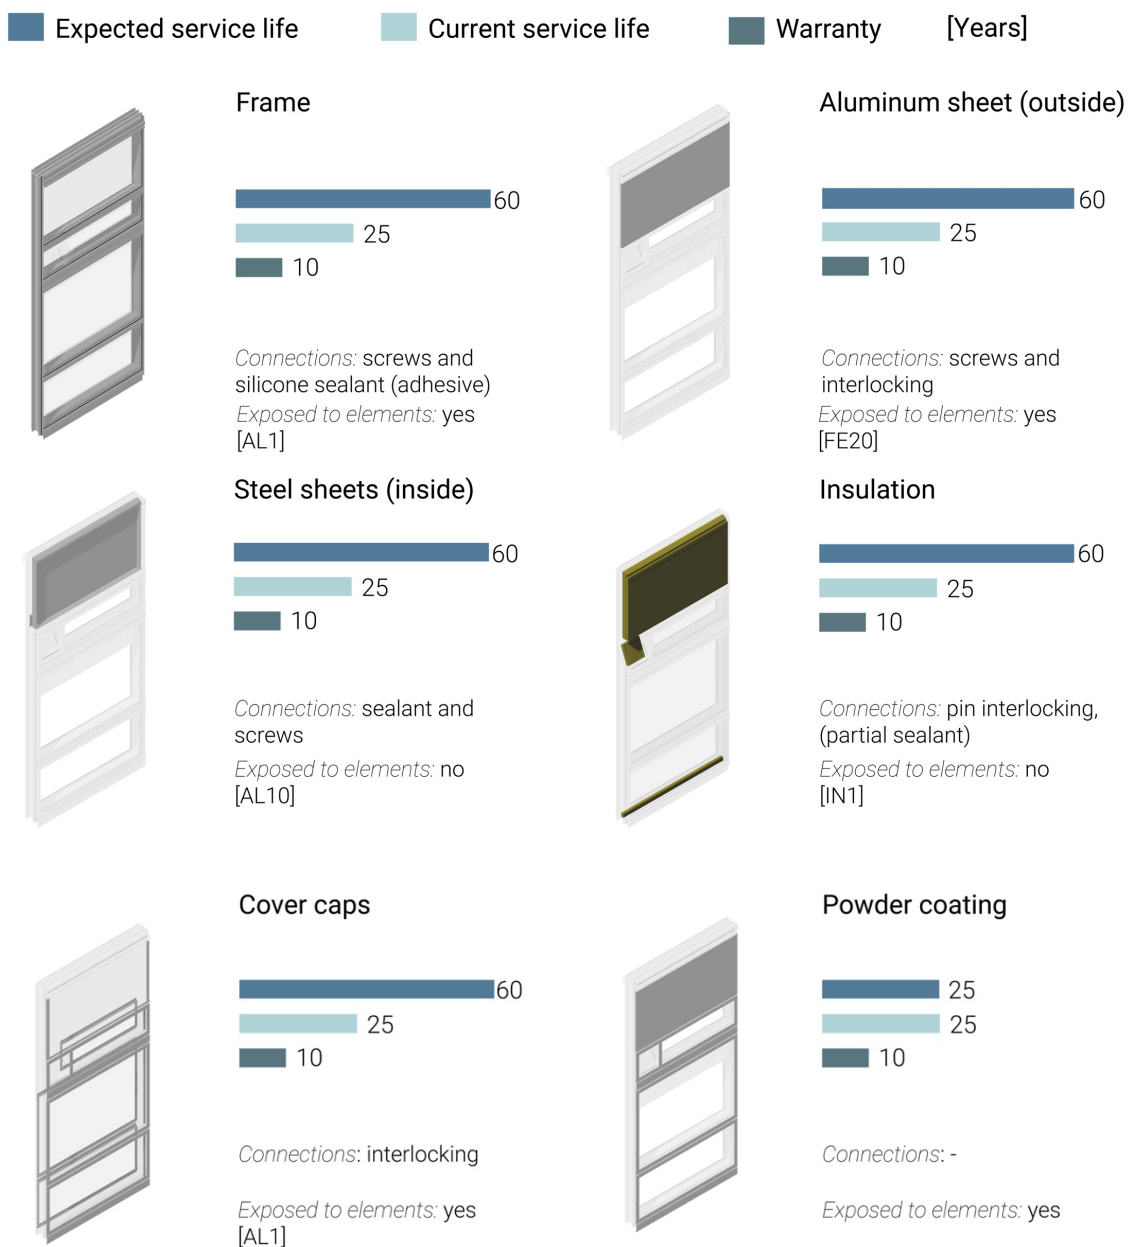 Expected service life
Current service life
Warranty
[Years]
Frame
60
25
10
Connections: screws and
silicone sealant (adhesive)
Exposed to elements: yes
[AL1]
Aluminum sheet (outside)
60
25
10
Connections: screws and
interlocking
Exposed to elements: yes
[FE20]
Steel sheets (inside)
60
25
10
Connections: sealant and
screws
Exposed to elements: no
[AL10]
Insulation
60
25
10
Connections: pin interlocking,
(partial sealant)
Exposed to elements: no
[IN1]
Cover caps
60
25
10
Connections: interlocking
Exposed to elements: yes
[AL1]
Powder coating
25
25
10
Connections: -
Exposed to elements: yes